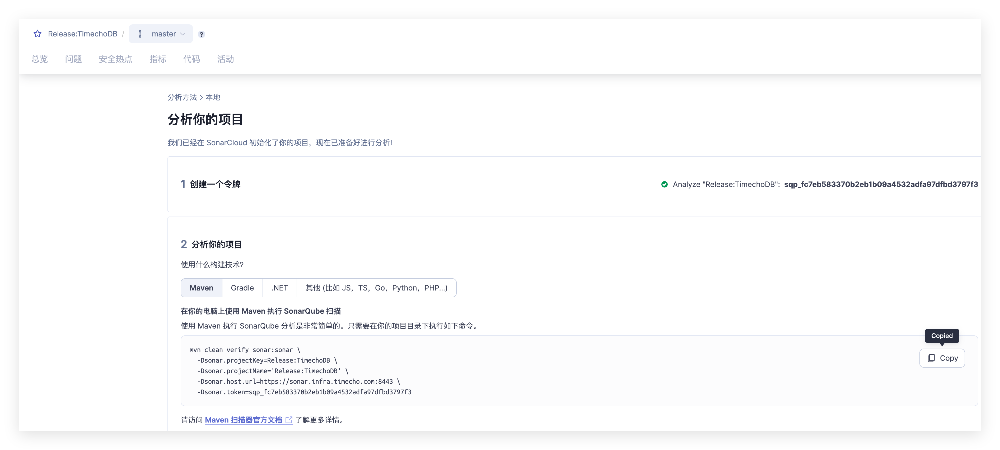 Release:TimechoDB / master ?
总览 问题 安全热点 指标 代码 活动
分析方法 > 本地
分析你的项目
我们已经在 SonarCloud 初始化了你的项目，现在已准备好进行分析！
1 创建一个令牌
Analyze "Release:TimechoDB": sqp_fc7eb583370b2eb1b09a4532adfa97dfbd3797f3
2 分析你的项目
使用什么构建技术?
Maven Gradle .NET 其他 (比如 JS，TS，Go，Python，PHP...)
在你的电脑上使用 Maven 执行 SonarQube 扫描
使用 Maven 执行 SonarQube 分析是非常简单的。只需要在你的项目目录下执行如下命令。
Copied
Copy
mvn clean verify sonar:sonar \
-Dsonar.projectKey=Release:TimechoDB \
-Dsonar.projectName='Release:TimechoDB' \
-Dsonar.host.url=https://sonar.infra.timecho.com:8443 \
-Dsonar.token=sqp_fc7eb583370b2eb1b09a4532adfa97dfbd3797f3
请访问 Maven 扫描器官方文档 了解更多详情。